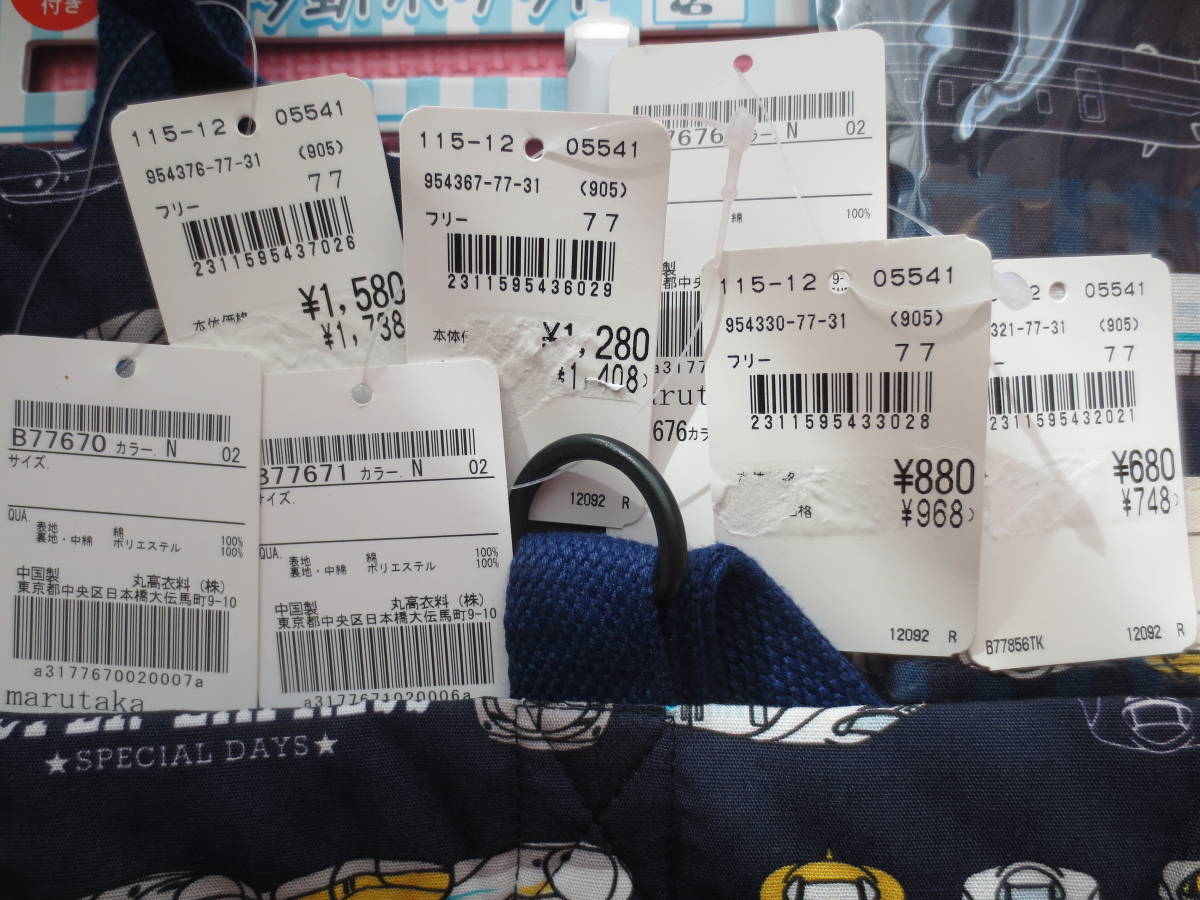 付き
115-12 05541
954376-77-31 (905)
77
フリー
2311595437026
¥1,580
本体価格
¥1,738
115-12 05541
954367-77-31 (905)
フリー 77
2311595436029
¥1,280
本体
1,408)
12092 R
7676 カラー N 02
綿 100%
a3177
676カラ
115-12 05541
954330-77-31 (905)
フリー 77
2311595433028
¥880
格
¥968)
12092 R
2 05541
321-77-31 (905)
77
2311595432021
¥680
¥748)
B77856TK 12092 R
B77670 カラー. N 02
サイズ.
QUA. 表地 綿 100%
裏地・中綿 ポリエステル 100%
中国製 丸高衣料(株)
東京都中央区日本橋大伝馬町9-10
a3177670020007a
marutaka
B77671 カラー. N 02
サイズ.
QUA. 表地 綿 100%
裏地・中綿 ポリエステル 100%
中国製 丸高衣料(株)
東京都中央区日本橋大伝馬町9-10
a3177671020006a
★SPECIAL DAYS★